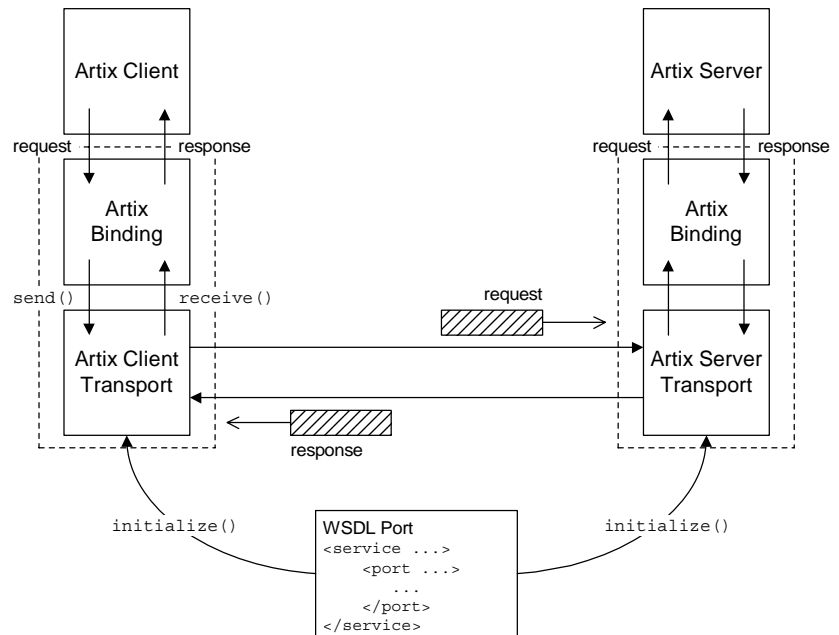 Artix Client
Artix Server
request
response
request
response
Artix
Binding
Artix
Binding
send()
receive()
request
Artix Client
Transport
Artix Server
Transport
response
initialize()
initialize()
WSDL Port
<service ...>
<port ...>
...
</port>
</service>